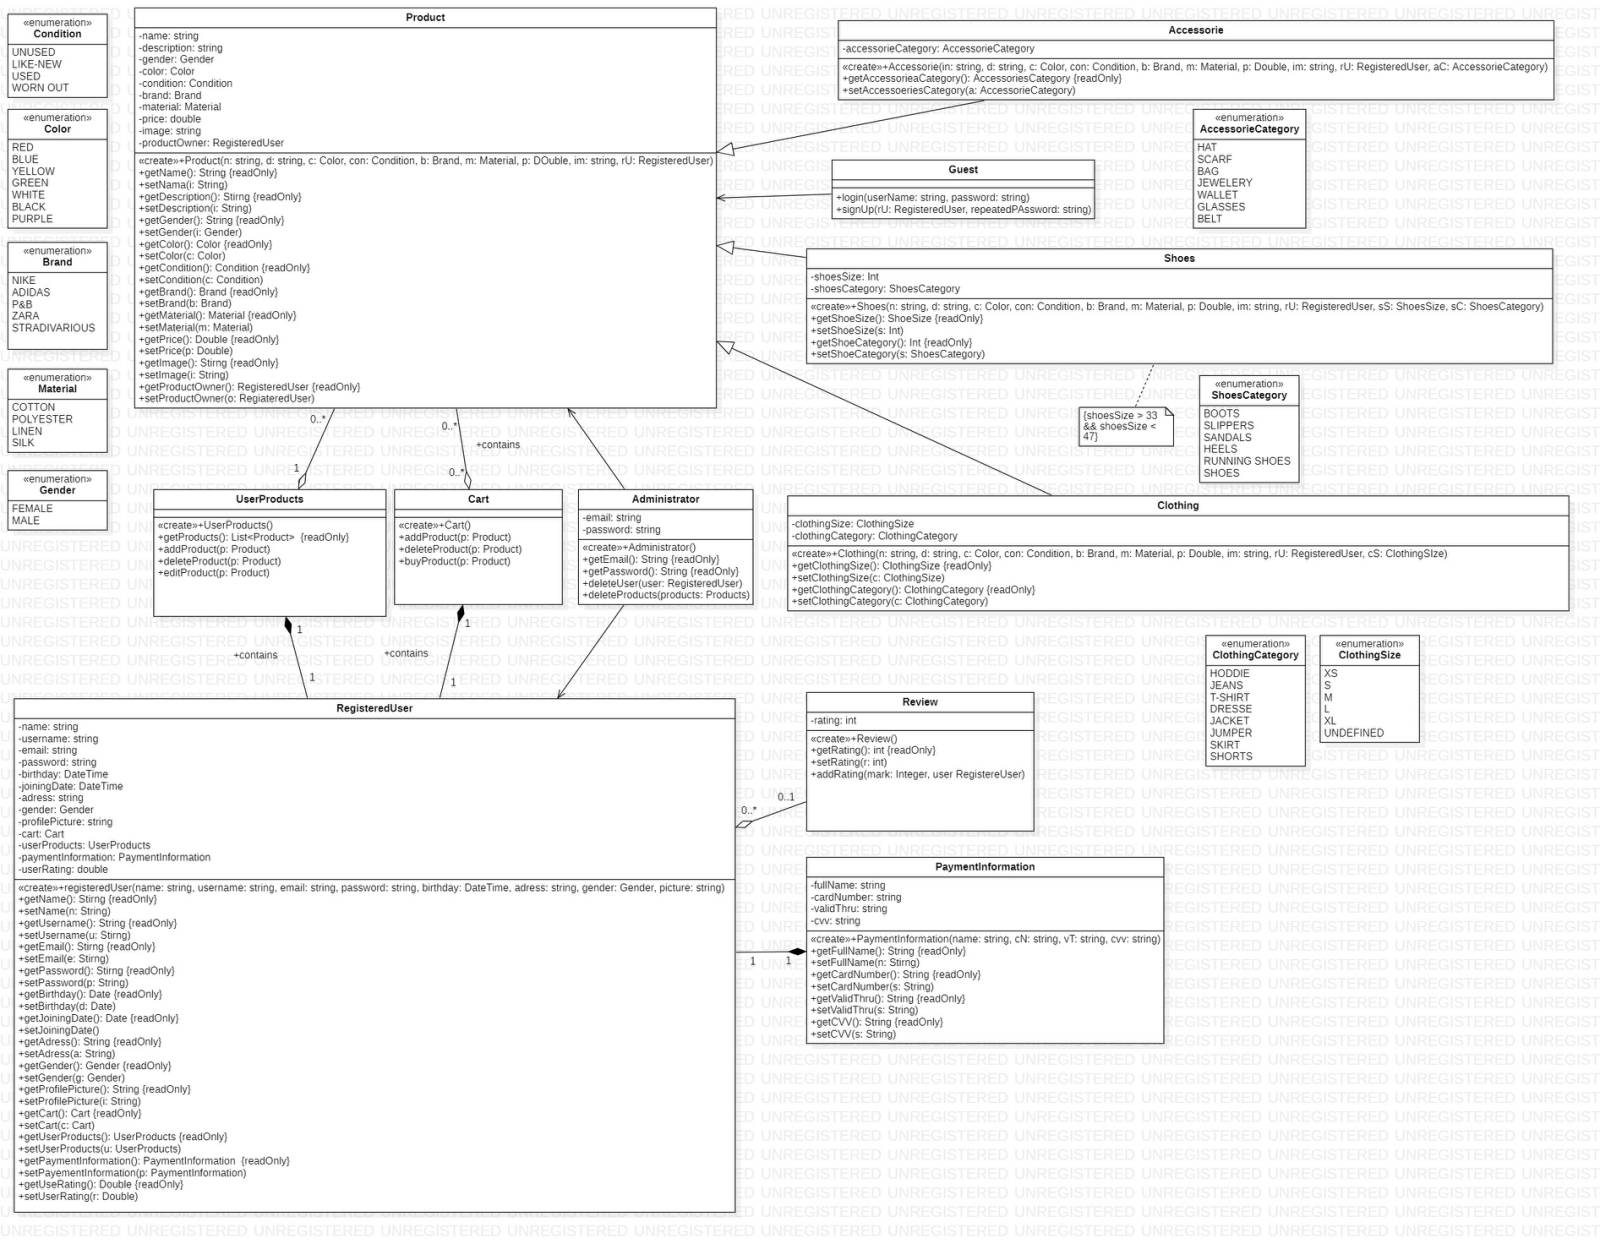 «enumeration»
Condition
UNUSED
LIKE-NEW
USED
WORN OUT
«enumeration»
Color
RED
BLUE
YELLOW
GREEN
WHITE
BLACK
PURPLE
«enumeration»
Brand
NIKE
ADIDAS
P&B
ZARA
STRADIVARIOUS
«enumeration»
Material
COTTON
POLYESTER
LINEN
SILK
«enumeration»
Gender
FEMALE
MALE
Product
-name: string
-description: string
-gender: Gender
-color: Color
-condition: Condition
-brand: Brand
-material: Material
-price: double
-image: string
-productOwner: RegisteredUser
«create»+Product(n: string, d: string, c: Color, con: Condition, b: Brand, m: Material, p: DOuble, im: string, rU: RegisteredUser)
+getName(): String {readOnly}
+setNama(i: String)
+getDescription(): Stirng {readOnly}
+setDescription(i: String)
+getGender(): String {readOnly}
+setGender(i: Gender)
+getColor(): Color {readOnly}
+setColor(c: Color)
+getCondition(): Condition {readOnly}
+setCondition(c: Condition)
+getBrand(): Brand {readOnly}
+setBrand(b: Brand)
+getMaterial(): Material {readOnly}
+setMaterial(m: Material)
+getPrice(): Double {readOnly}
+setPrice(p: Double)
+getImage(): Stirng {readOnly}
+setImage(i: String)
+getProductOwner(): RegisteredUser {readOnly}
+setProductOwner(o: RegiateredUser)
Accessorie
-accessorieCategory: AccessorieCategory
«create»+Accessorie(in: string, d: string, c: Color, con: Condition, b: Brand, m: Material, p: Double, im: string, rU: RegisteredUser, aC: AccessorieCategory)
+getAccessorieaCategory(): AccessoriesCategory {readOnly}
+setAccessoeriesCategory(a: AccessorieCategory)
«enumeration»
AccessorieCategory
HAT
SCARF
BAG
JEWELERY
WALLET
GLASSES
BELT
Guest
+login(userName: string, password: string)
+signUp(rU: RegisteredUser, repeatedPAssword: string)
Shoes
-shoesSize: Int
-shoesCategory: ShoesCategory
«create»+Shoes(n: string, d: string, c: Color, con: Condition, b: Brand, m: Material, p: Double, im: string, rU: RegisteredUser, sS: ShoesSize, sC: ShoesCategory)
+getShoeSize(): ShoeSize {readOnly}
+setShoeSize(s: Int)
+getShoeCategory(): Int {readOnly}
+setShoeCategory(s: ShoesCategory)
{shoesSize > 33
&& shoesSize <
47}
«enumeration»
ShoesCategory
BOOTS
SLIPPERS
SANDALS
HEELS
RUNNING SHOES
SHOES
0..*
1
0..*
+contains
0..*
UserProducts
«create»+UserProducts()
+getProducts(): List<Product> {readOnly}
+addProduct(p: Product)
+deleteProduct(p: Product)
+editProduct(p: Product)
Cart
«create»+Cart()
+addProduct(p: Product)
+deleteProduct(p: Product)
+buyProduct(p: Product)
Administrator
-email: string
-password: string
«create»+Administrator()
+getEmail(): String {readOnly}
+getPassword(): String {readOnly}
+deleteUser(user: RegisteredUser)
+deleteProducts(products: Products)
Clothing
-clothingSize: ClothingSize
-clothingCategory: ClothingCategory
«create»+Clothing(n: string, d: string, c: Color, con: Condition, b: Brand, m: Material, p: Double, im: string, rU: RegisteredUser, cS: ClothingSIze)
+getClothingSize(): ClothingSize {readOnly}
+setClothingSize(c: ClothingSize)
+getClothingCategory(): ClothingCategory {readOnly}
+setClothingCategory(c: ClothingCategory)
«enumeration»
ClothingCategory
HODDIE
JEANS
T-SHIRT
DRESSE
JACKET
JUMPER
SKIRT
SHORTS
«enumeration»
ClothingSize
XS
S
M
L
XL
UNDEFINED
1
+contains
1
1
+contains
1
RegisteredUser
-name: string
-username: string
-email: string
-password: string
-birthday: DateTime
-joiningDate: DateTime
-adress: string
-gender: Gender
-profilePicture: string
-cart: Cart
-userProducts: UserProducts
-paymentInformation: PaymentInformation
-userRating: double
«create»+registeredUser(name: string, username: string, email: string, password: string, birthday: DateTime, adress: string, gender: Gender, picture: string)
+getName(): Stirng {readOnly}
+setName(n: String)
+getUsername(): String {readOnly}
+setUsername(u: Stirng)
+getEmail(): Stirng {readOnly}
+setEmail(e: Stirng)
+getPassword(): Stirng {readOnly}
+setPassword(p: String)
+getBirthday(): Date {readOnly}
+setBirthday(d: Date)
+getJoiningDate(): Date {readOnly}
+setJoiningDate()
+getAdress(): String {readOnly}
+setAdress(a: String)
+getGender(): Gender {readOnly}
+setGender(g: Gender)
+getProfilePicture(): String {readOnly}
+setProfilePicture(i: String)
+getCart(): Cart {readOnly}
+setCart(c: Cart)
+getUserProducts(): UserProducts {readOnly}
+setUserProducts(u: UserProducts)
+getPaymentInformation(): PaymentInformation {readOnly}
+setPayementInformation(p: PaymentInformation)
+getUseRating(): Double {readOnly}
+setUserRating(r: Double)
0..*
0..1
Review
-rating: int
«create»+Review()
+getRating(): int {readOnly}
+setRating(r: int)
+addRating(mark: Integer, user RegistereUser)
1
1
PaymentInformation
-fullName: string
-cardNumber: string
-validThru: string
-cvv: string
«create»+PaymentInformation(name: string, cN: string, vT: string, cvv: string)
+getFullName(): String {readOnly}
+setFullName(n: Stirng)
+getCardNumber(): String {readOnly}
+setCardNumber(s: String)
+getValidThru(): String {readOnly}
+setValidThru(s: String)
+getCVV(): String {readOnly}
+setCVV(s: String)